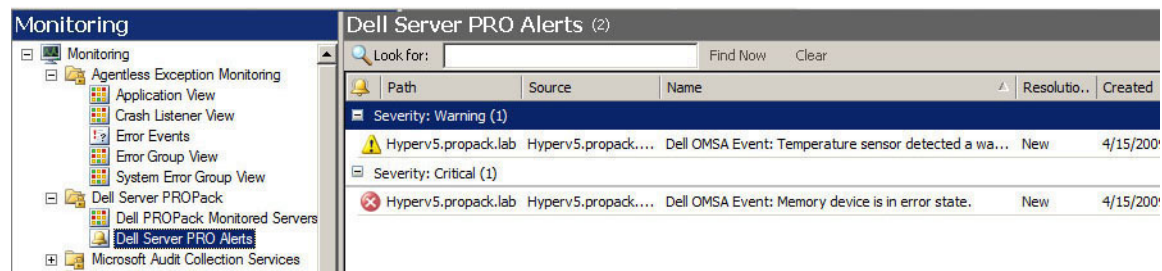 Monitoring
Monitoring
Agentless Exception Monitoring
Application View
Crash Listener View
Error Events
Error Group View
System Error Group View
Dell Server PROPack
Dell PROPack Monitored Servers
Dell Server PRO Alerts
Microsoft Audit Collection Services
Dell Server PRO Alerts (2)
Look for: Find Now Clear
Path Source Name Resolutio.. Created
Severity: Warning (1)
Hyperv5.propack.lab Hyperv5.propack.... Dell OMSA Event: Temperature sensor detected a wa... New 4/15/2009
Severity: Critical (1)
Hyperv5.propack.lab Hyperv5.propack.... Dell OMSA Event: Memory device is in error state. New 4/15/2009